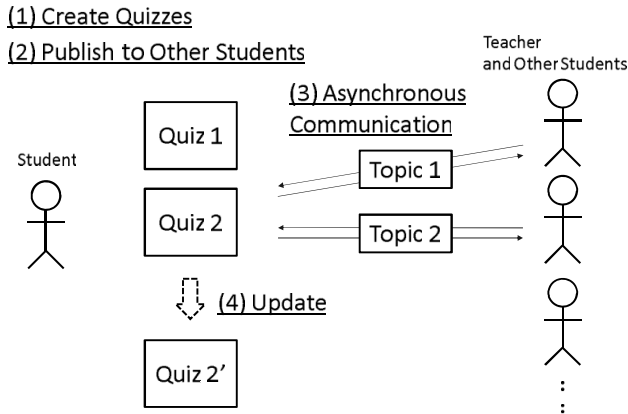 (1) Create Quizzes
(2) Publish to Other Students
Teacher
and Other Students
(3) Asynchronous
Communication
Student
Quiz 1
Topic 1
Quiz 2
Topic 2
(4) Update
Quiz 2’